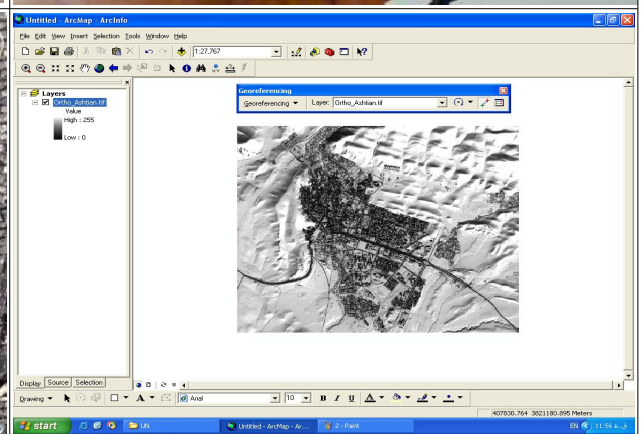 Untitled - ArcMap - ArcInfo
File Edit View Insert Selection Tools Window Help
1:27,767
Layers
Ortho_Ashtian.tif
Value
High : 255
Low : 0
Georeferencing
Georeferencing Layer: Ortho_Ashtian.tif
Display Source Selection
Drawing A Arial 10 B I U A
407830.764 3821180.895 Meters
start UN Untitled - ArcMap - Ar... 2 - Paint EN 11:56 ق.ظ